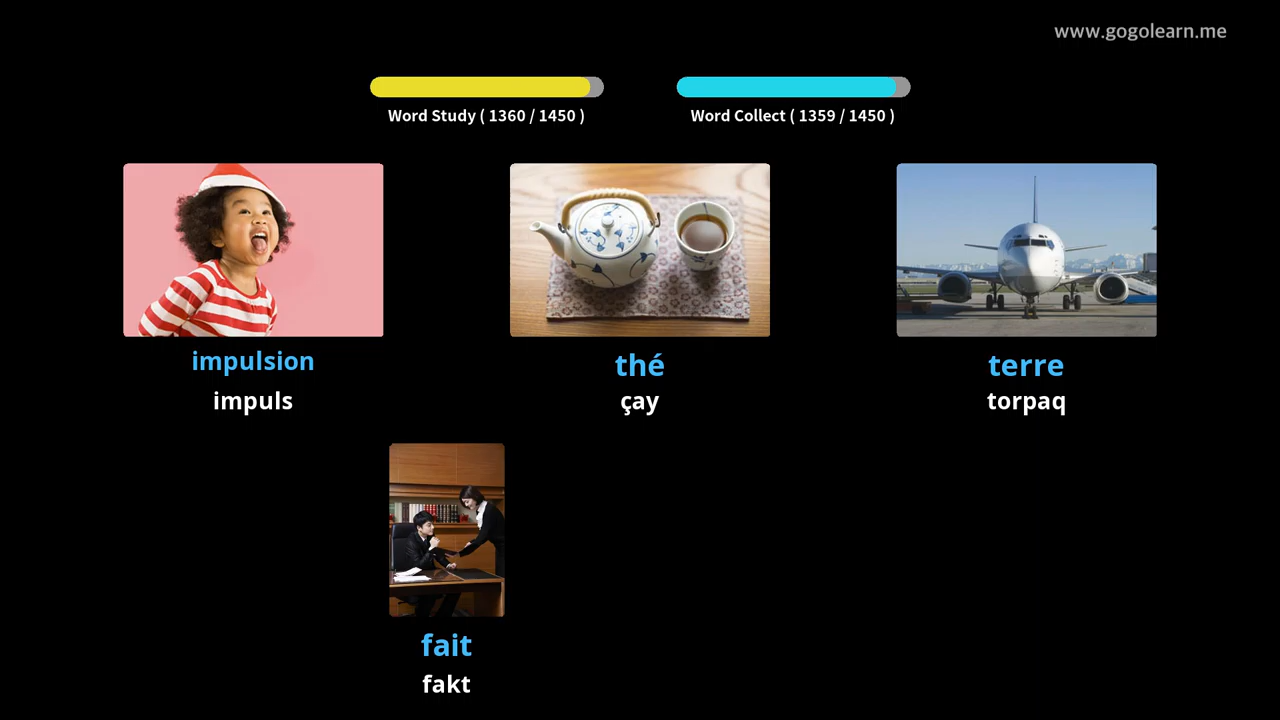 www.gogolearn.me
Word Study ( 1360 / 1450 )
Word Collect ( 1359 / 1450 )
impulsion
impuls
thé
çay
terre
torpaq
fait
fakt